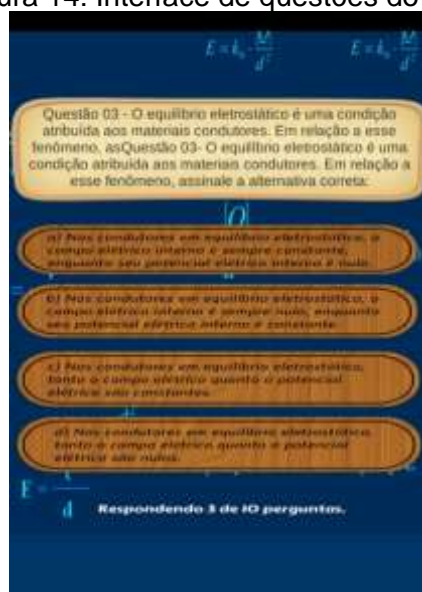 ura 14: Interface de questões do
E = k₀ · |Q| / d²
E = k₀ · |Q| / d²
Questão 03 - O equilíbrio eletrostático é uma condição
atribuída aos materiais condutores. Em relação a esse
fenômeno, asQuestão 03- O equilíbrio eletrostático é uma
condição atribuída aos materiais condutores. Em relação a
esse fenômeno, assinale a alternativa correta:
|Q|
a) Nos condutores em equilíbrio eletrostático, o
campo elétrico interno é sempre constante,
enquanto seu potencial elétrico interno é nulo.
b) Nos condutores em equilíbrio eletrostático, o
campo elétrico interno é sempre nulo, enquanto
seu potencial elétrico interno é constante.
c) Nos condutores em equilíbrio eletrostático,
tanto o campo elétrico quanto o potencial
elétrico são constantes.
d) Nos condutores em equilíbrio eletrostático,
tanto o campo elétrico quanto o potencial
elétrico são nulos.
E =
d
Respondendo 3 de 10 perguntas.